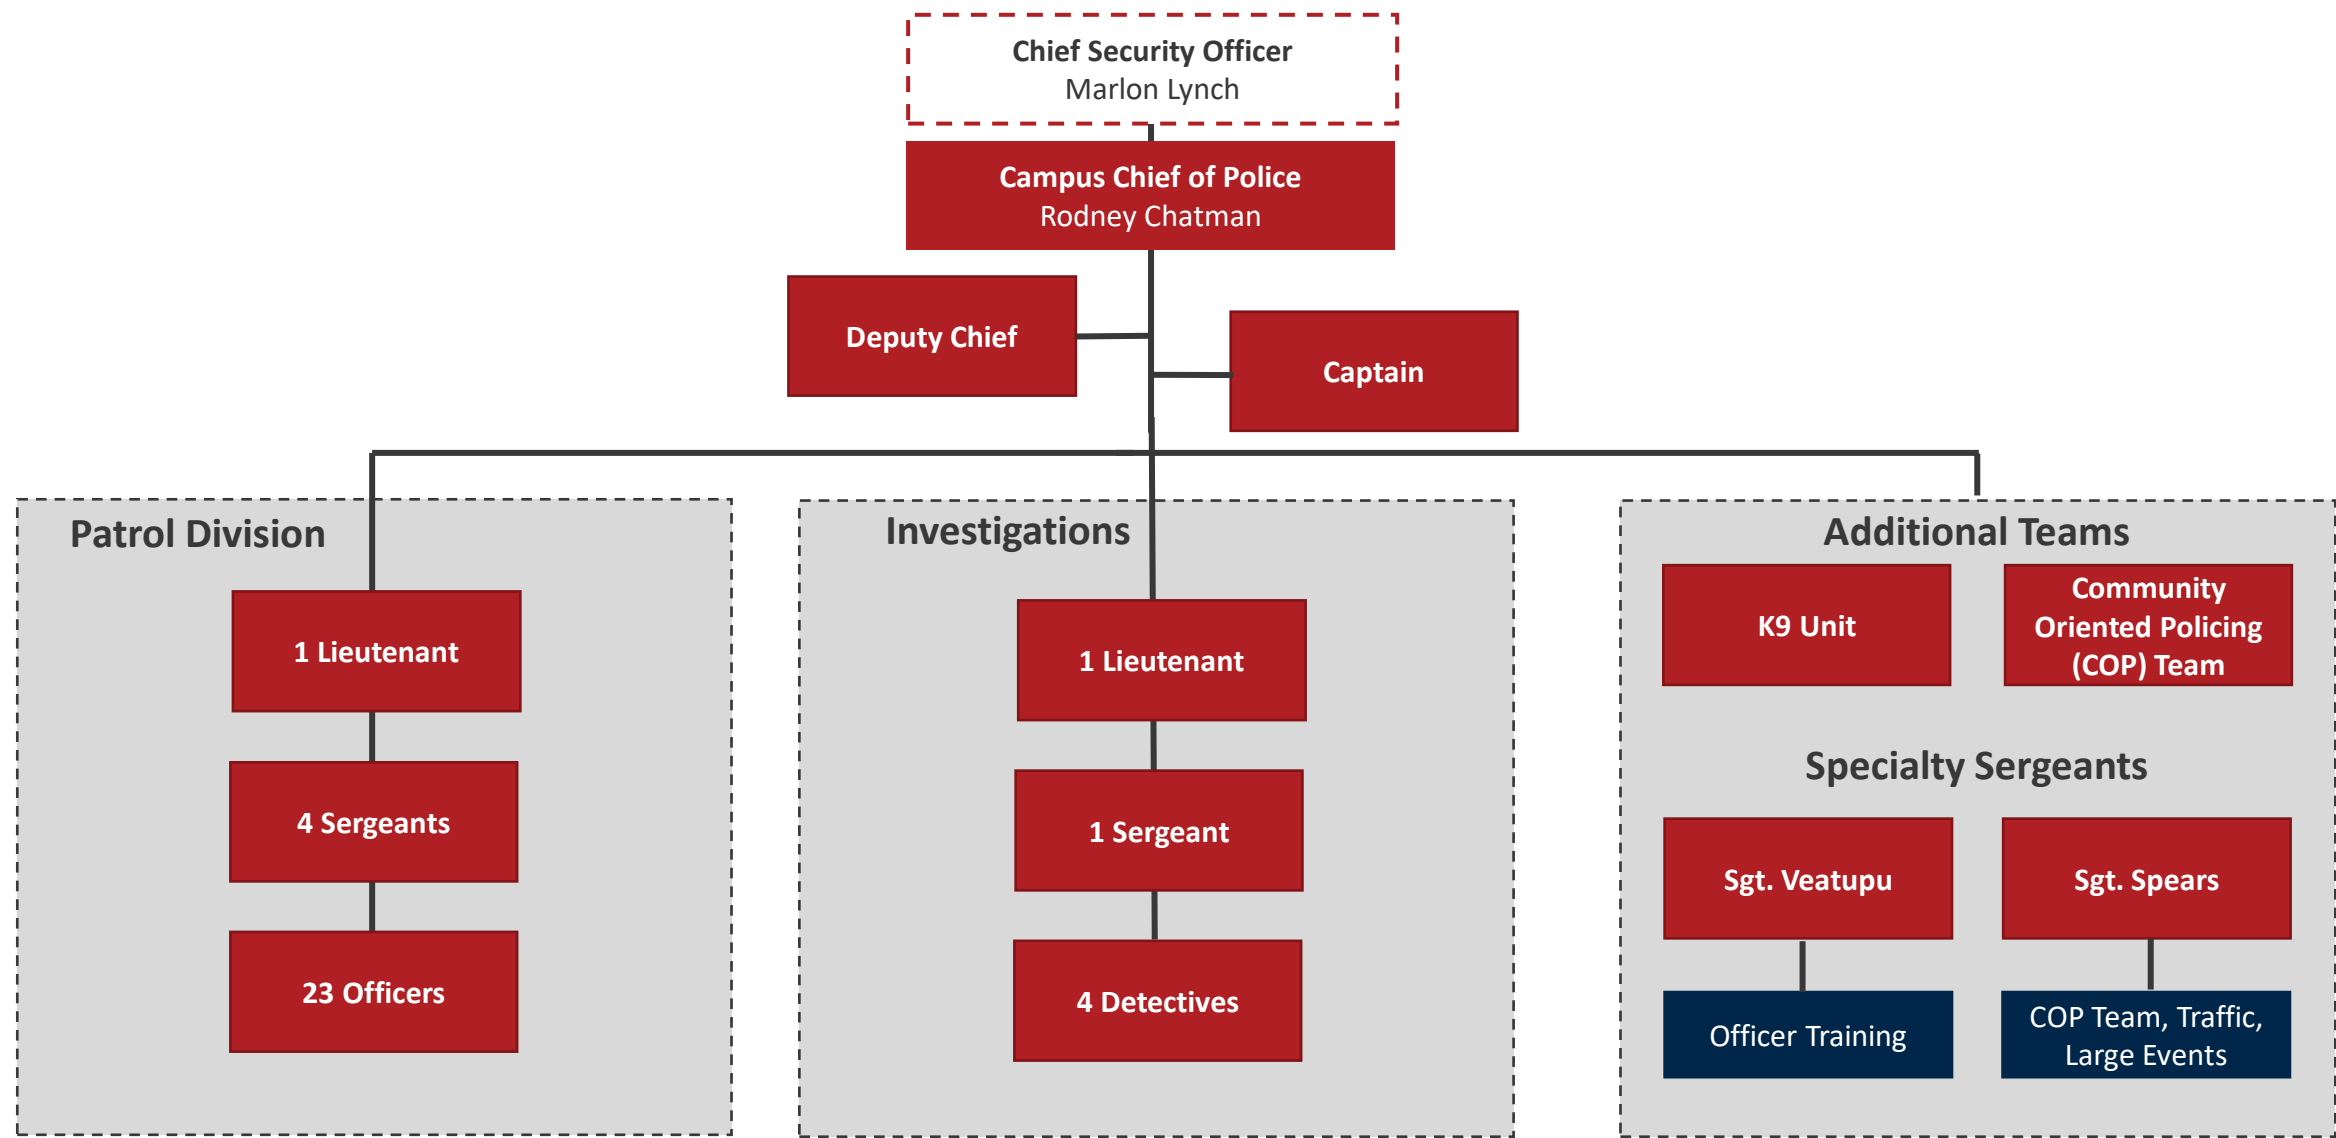 Chief Security Officer
Marlon Lynch
Campus Chief of Police
Rodney Chatman
Deputy Chief
Captain
Patrol Division
1 Lieutenant
4 Sergeants
23 Officers
Investigations
1 Lieutenant
1 Sergeant
4 Detectives
Additional Teams
K9 Unit
Community
Oriented Policing
(COP) Team
Specialty Sergeants
Sgt. Veatupu
Sgt. Spears
Officer Training
COP Team, Traffic,
Large Events